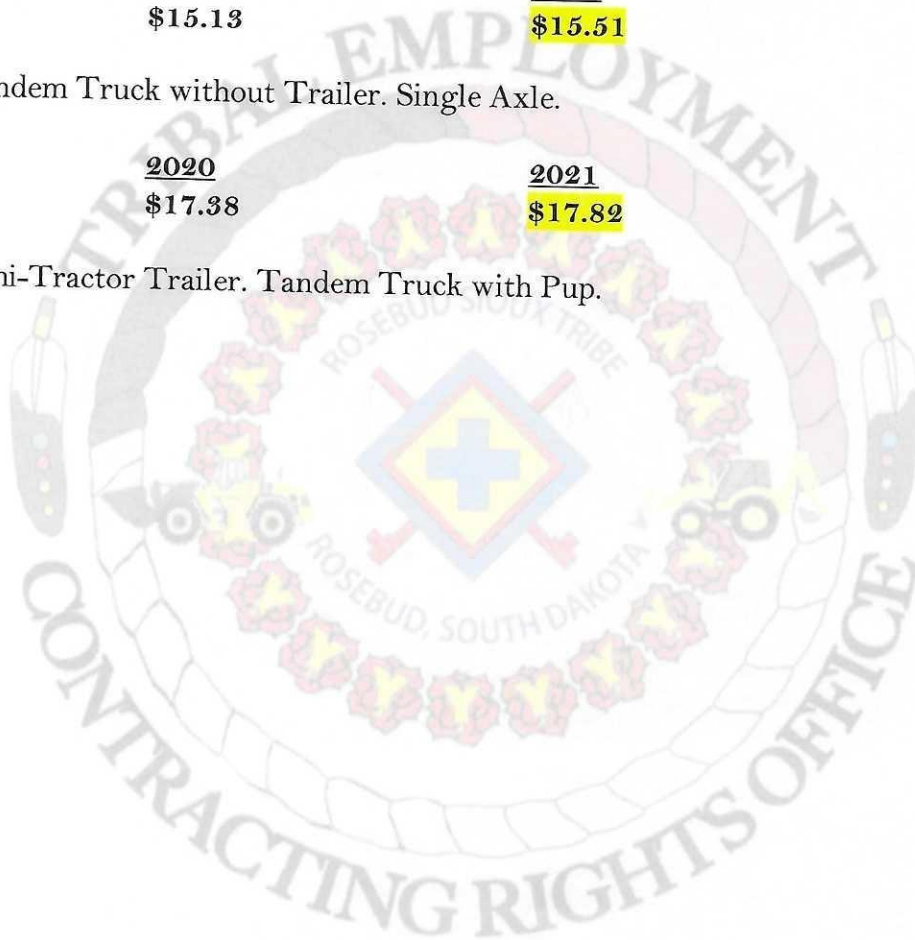 $15.13 $15.51
ndem Truck without Trailer. Single Axle.
2020 2021
$17.38 $17.82
ni-Tractor Trailer. Tandem Truck with Pup.
TRIBAL EMPLOYMENT
CONTRACTING RIGHTS OFFICE
ROSEBUD SIOUX TRIBE
ROSEBUD, SOUTH DAKOTA